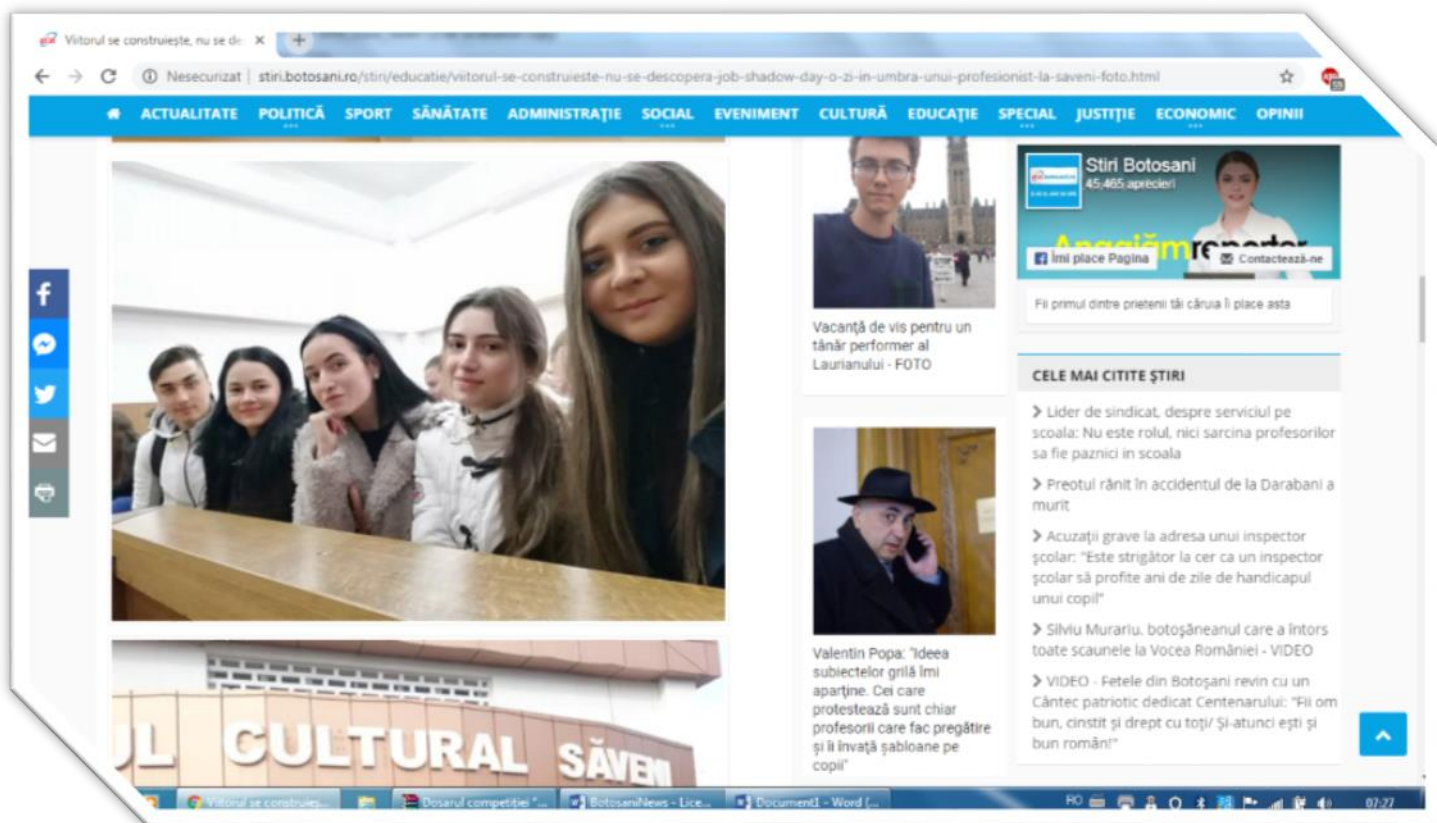 Viitorul se construiește, nu se de
Nesecurizat | stiri.botosani.ro/stiri/educatie/viitorul-se-construieste-nu-se-descopera-job-shadow-day-o-zi-in-umbra-unui-profesionist-la-saveni-foto.html
ACTUALITATE POLITICĂ SPORT SĂNĂTATE ADMINISTRAȚIE SOCIAL EVENIMENT CULTURĂ EDUCAȚIE SPECIAL JUSTIȚIE ECONOMIC OPINII
UL CULTURAL SĂVENI
Vacanță de vis pentru un
tânăr performer al
Laurianului - FOTO
Valentin Popa: "Ideea
subiectelor grilă îmi
aparține. Cei care
protestează sunt chiar
profesorii care fac pregătire
și îi învață șabloane pe
copii"
Stiri Botosani
45.465 aprecieri
Angajăm reporter
Îmi place Pagina
Contactează-ne
Fii primul dintre prietenii tăi căruia îi place asta
CELE MAI CITITE ȘTIRI
Lider de sindicat, despre serviciul pe
scoala: Nu este rolul, nici sarcina profesorilor
sa fie paznici in scoala
Preotul rănit în accidentul de la Darabani a
murit
Acuzații grave la adresa unui inspector
școlar: "Este strigător la cer ca un inspector
școlar să profite ani de zile de handicapul
unui copil"
Silviu Murariu, botoșăneanul care a întors
toate scaunele la Vocea României - VIDEO
VIDEO - Fetele din Botoșani revin cu un
Cântec patriotic dedicat Centenarului: "Fii om
bun, cinstit și drept cu toți/ Și-atunci ești și
bun român!"
Viitorul se construieș...
Dosarul competitiei "...
BotosaniNews - Lice...
Document1 - Word (...
RO
07:27